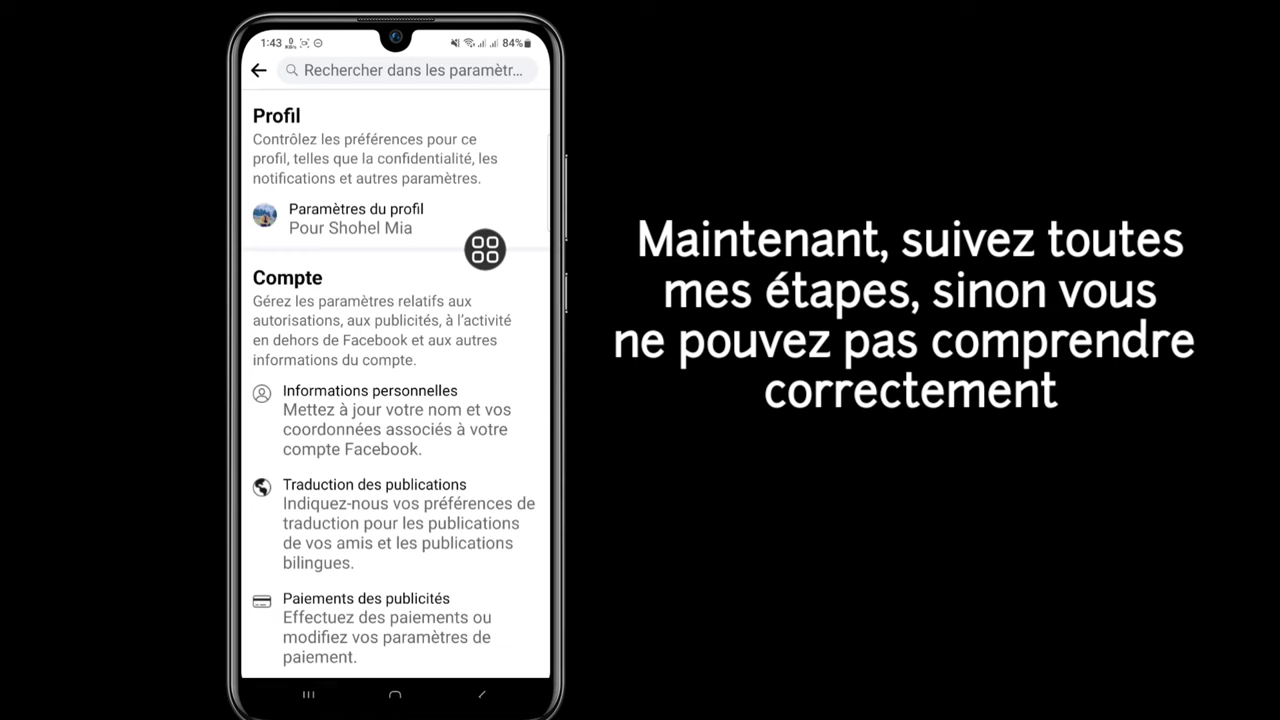 1:43 84%
Rechercher dans les paramètr...
Profil
Contrôlez les préférences pour ce
profil, telles que la confidentialité, les
notifications et autres paramètres.
Paramètres du profil
Pour Shohel Mia
Compte
Gérez les paramètres relatifs aux
autorisations, aux publicités, à l'activité
en dehors de Facebook et aux autres
informations du compte.
Informations personnelles
Mettez à jour votre nom et vos
coordonnées associés à votre
compte Facebook.
Traduction des publications
Indiquez-nous vos préférences de
traduction pour les publications
de vos amis et les publications
bilingues.
Paiements des publicités
Effectuez des paiements ou
modifiez vos paramètres de
paiement.
Maintenant, suivez toutes
mes étapes, sinon vous
ne pouvez pas comprendre
correctement